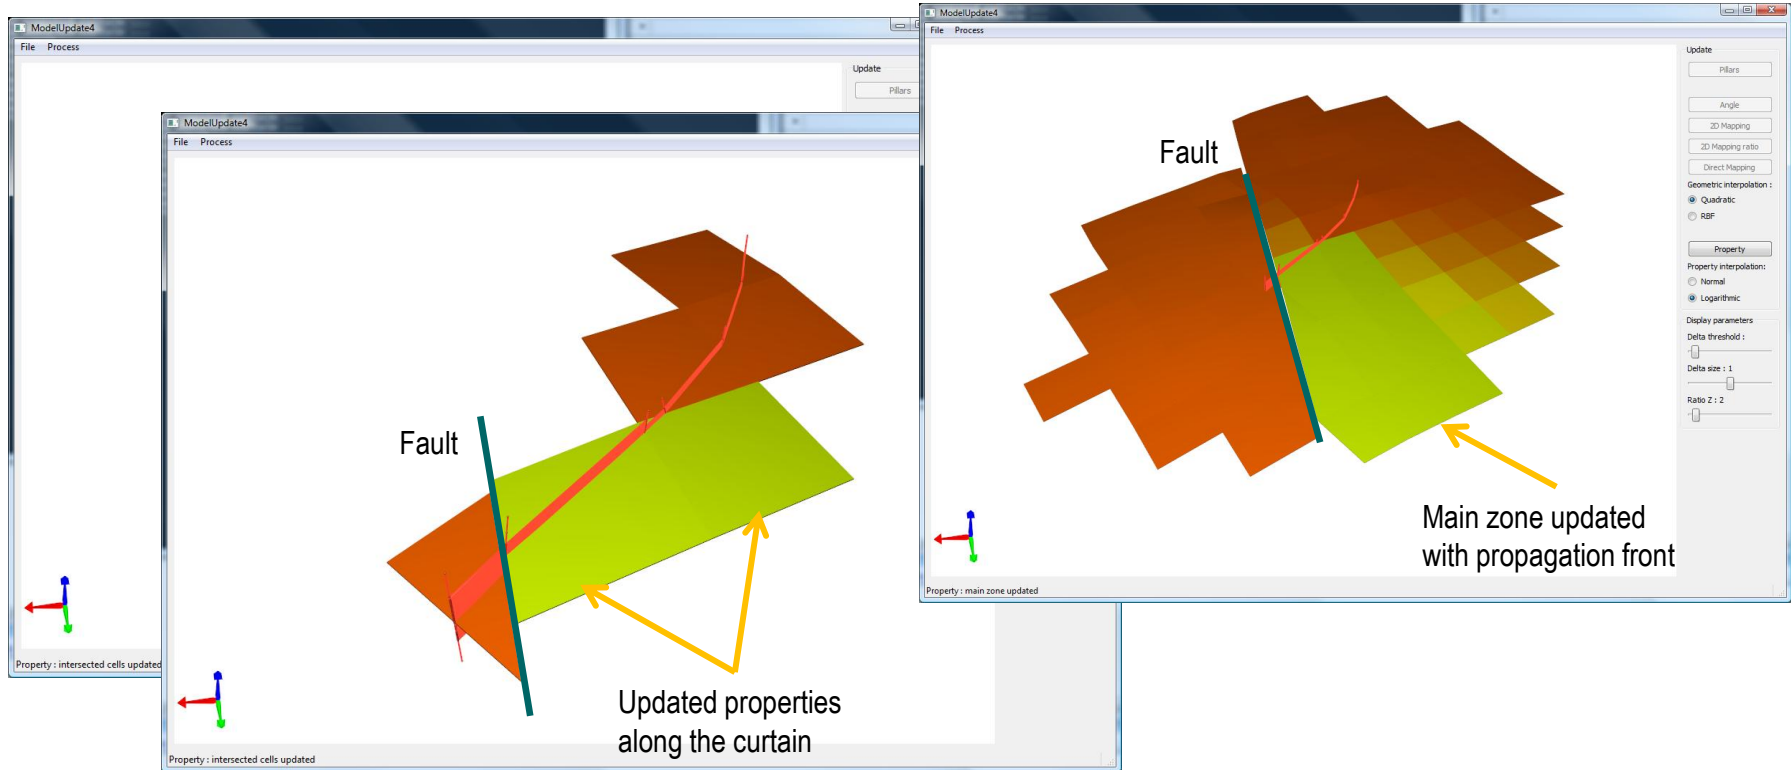 ModelUpdate4
File Process
Update
Pillars
Property : intersected cells updated
ModelUpdate4
File Process
Fault
Updated properties
along the curtain
Property : intersected cells updated
ModelUpdate4
File Process
Fault
Main zone updated
with propagation front
Update
Pillars
Angle
2D Mapping
2D Mapping ratio
Direct Mapping
Geometric interpolation :
Quadratic
RBF
Property
Property interpolation:
Normal
Logarithmic
Display parameters
Delta threshold :
Delta size : 1
Ratio Z : 2
Property : main zone updated